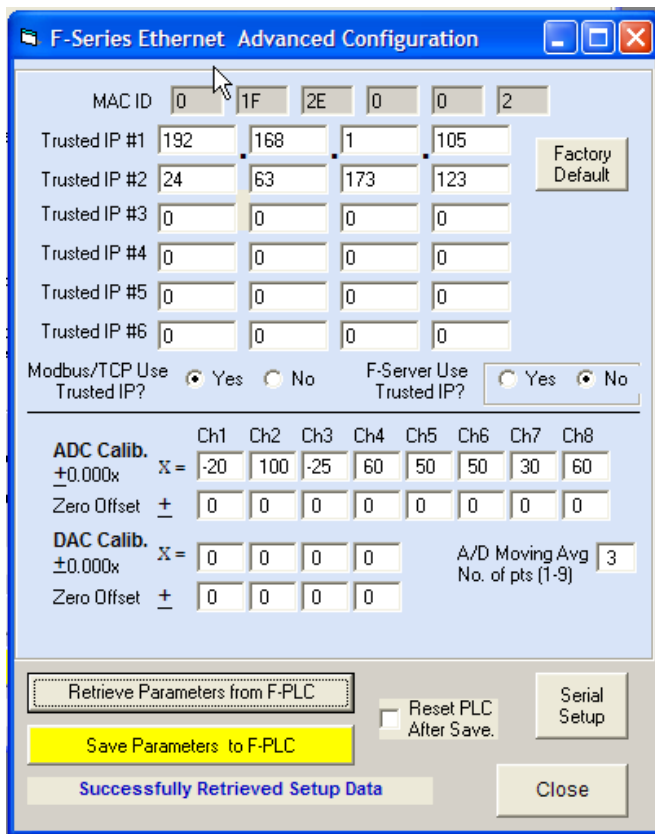 F-Series Ethernet  Advanced Configuration
MAC ID 0 1F 2E 0 0 2
Trusted IP #1 192 . 168 . 1 . 105
Factory Default
Trusted IP #2 24 63 173 123
Trusted IP #3 0 0 0 0
Trusted IP #4 0 0 0 0
Trusted IP #5 0 0 0 0
Trusted IP #6 0 0 0 0
Modbus/TCP Use Trusted IP? Yes No F-Server Use Trusted IP? Yes No
Ch1 Ch2 Ch3 Ch4 Ch5 Ch6 Ch7 Ch8
ADC Calib.
±0.000x X = -20 100 -25 60 50 50 30 60
Zero Offset ± 0 0 0 0 0 0 0 0
DAC Calib.
±0.000x X = 0 0 0 0
A/D Moving Avg No. of pts (1-9) 3
Zero Offset ± 0 0 0 0
Retrieve Parameters from F-PLC
Reset PLC After Save.
Serial Setup
Save Parameters to F-PLC
Successfully Retrieved Setup Data
Close